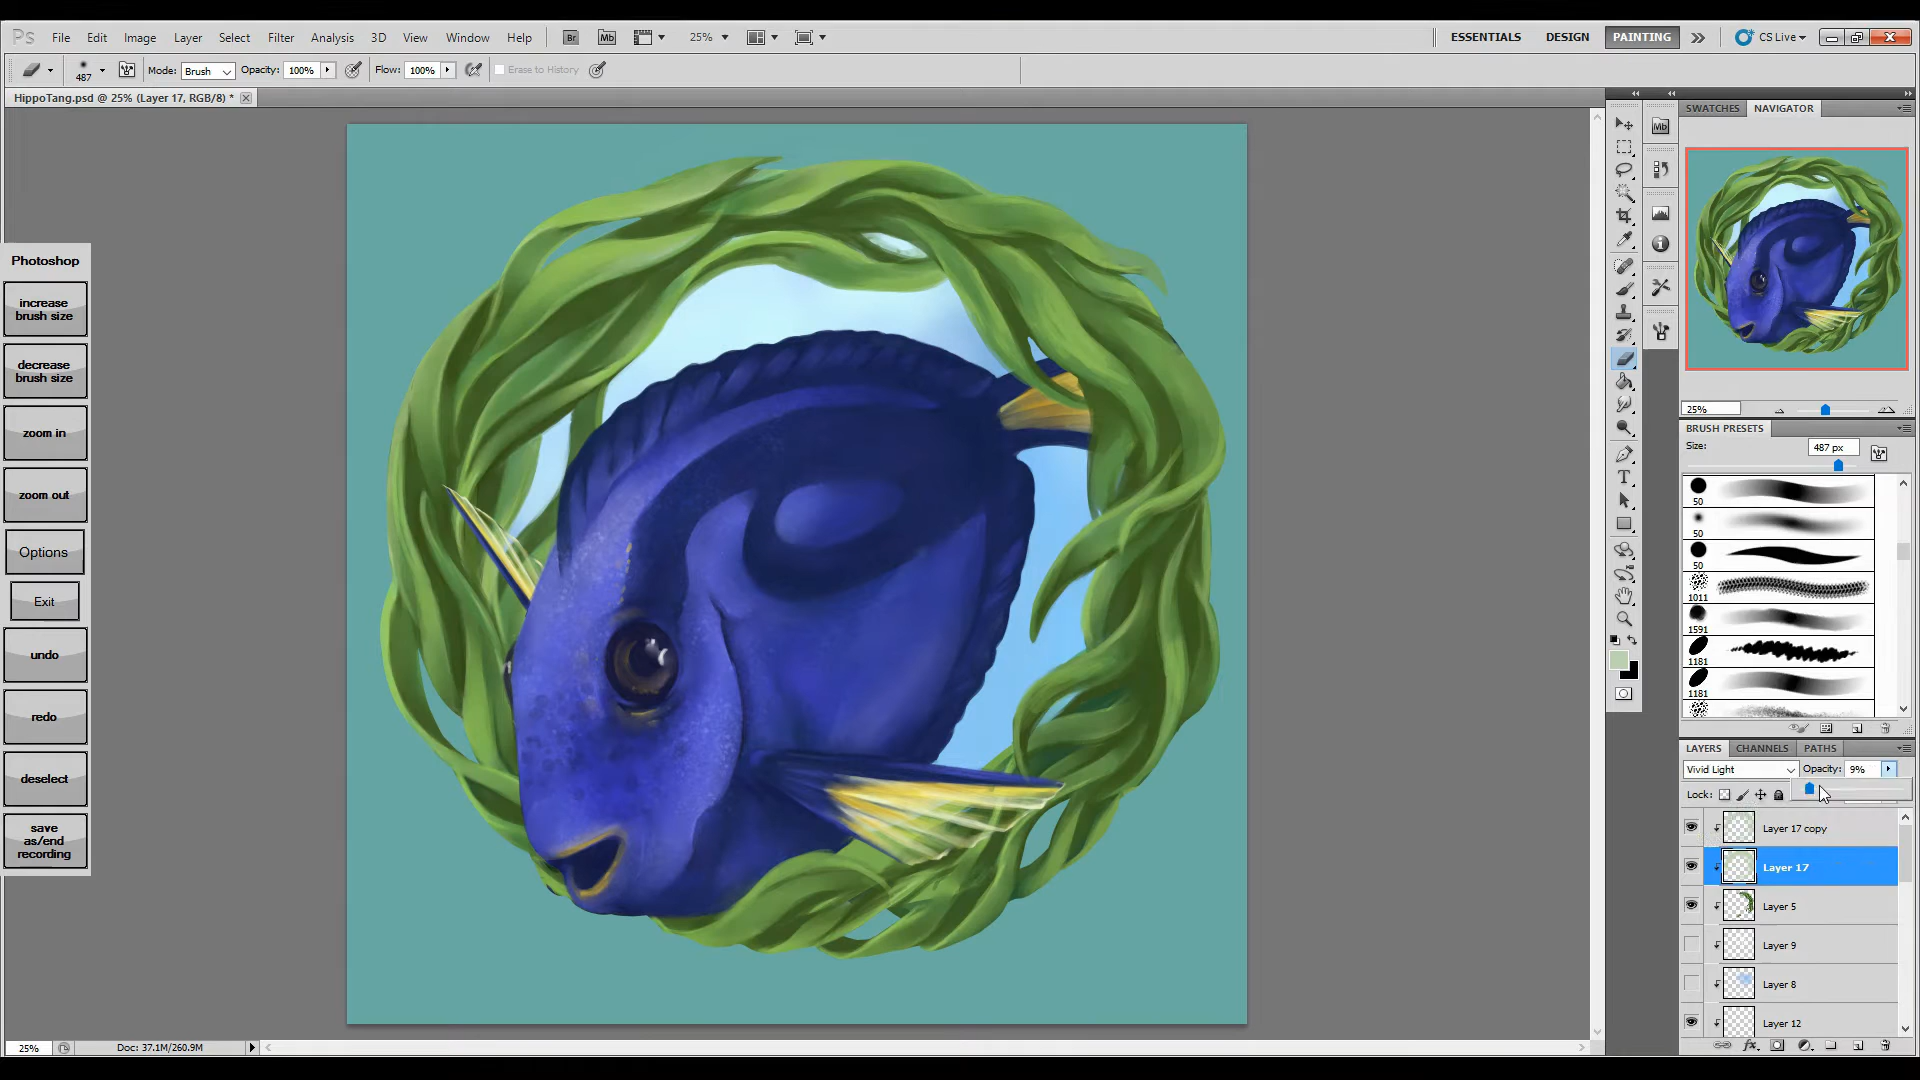 Ps File Edit Image Layer Select Filter Analysis 3D View Window Help Br Mb 25% ESSENTIALS DESIGN PAINTING CS Live
487 Mode: Brush Opacity: 100% Flow: 100% Erase to History
HippoTang.psd @ 25% (Layer 17, RGB/8) *
SWATCHES NAVIGATOR
Mb
Photoshop
increase
brush size
decrease
brush size
zoom in
zoom out
Options
Exit
undo
redo
deselect
save
as/end
recording
25%
BRUSH PRESETS
Size: 487 px
50
50
50
1011
1591
1181
1181
LAYERS CHANNELS PATHS
Vivid Light Opacity: 9%
Lock:
Layer 17 copy
Layer 17
Layer 5
Layer 9
Layer 8
Layer 12
25% Doc: 37.1M/260.9M